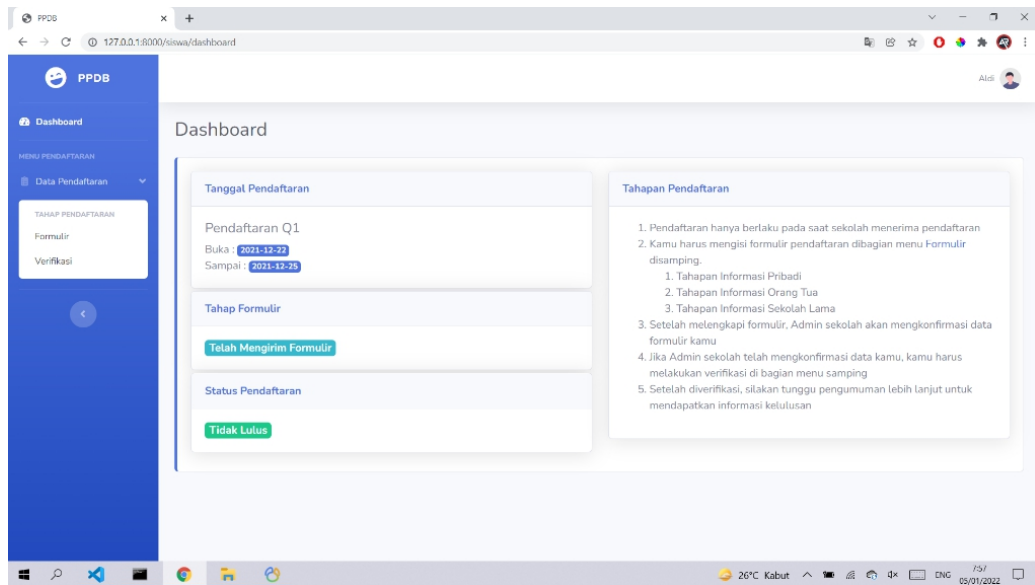 PPDB
127.0.0.1:8000/siswa/dashboard
PPDB
Aldi
Dashboard
Dashboard
MENU PENDAFTARAN
Data Pendaftaran
TAHAP PENDAFTARAN
Formulir
Verifikasi
Tanggal Pendaftaran
Pendaftaran Q1
Buka : 2021-12-22
Sampai : 2021-12-25
Tahap Formulir
Telah Mengirim Formulir
Status Pendaftaran
Tidak Lulus
Tahapan Pendaftaran
1. Pendaftaran hanya berlaku pada saat sekolah menerima pendaftaran
2. Kamu harus mengisi formulir pendaftaran dibagian menu Formulir
disamping.
1. Tahapan Informasi Pribadi
2. Tahapan Informasi Orang Tua
3. Tahapan Informasi Sekolah Lama
3. Setelah melengkapi formulir, Admin sekolah akan mengkonfirmasi data
formulir kamu
4. Jika Admin sekolah telah mengkonfirmasi data kamu, kamu harus
melakukan verifikasi di bagian menu samping
5. Setelah diverifikasi, silakan tunggu pengumuman lebih lanjut untuk
mendapatkan informasi kelulusan
26°C Kabut
ENG
7:57
05/01/2022